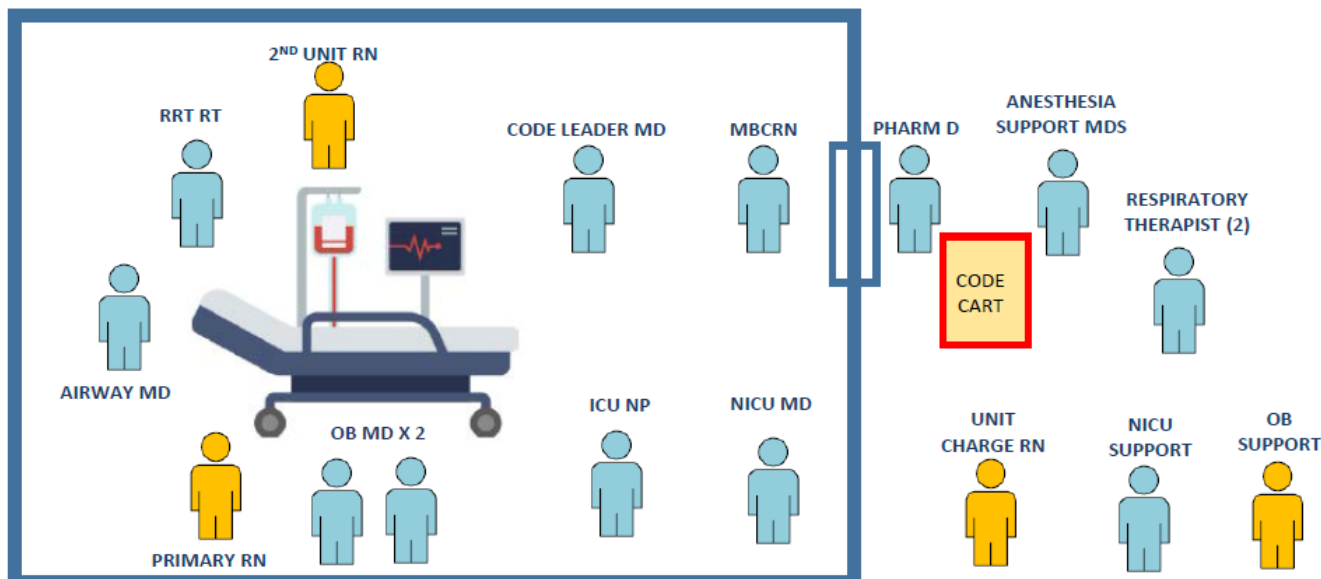 2ND UNIT RN
RRT RT
CODE LEADER MD
MBCRN
PHARM D
ANESTHESIA
SUPPORT MDS
RESPIRATORY
THERAPIST (2)
CODE
CART
AIRWAY MD
OB MD X 2
ICU NP
NICU MD
UNIT
CHARGE RN
NICU
SUPPORT
OB
SUPPORT
PRIMARY RN